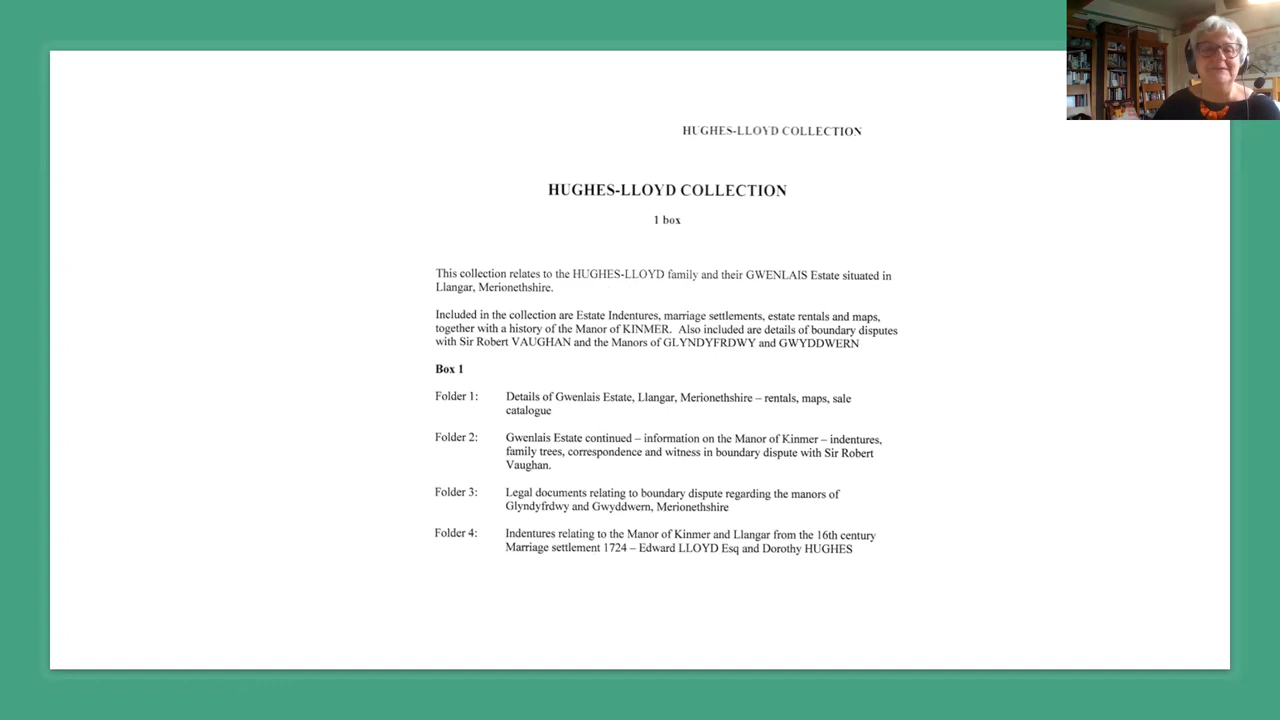 HUGHES-LLOYD COLLECTION
HUGHES-LLOYD COLLECTION
1 box
This collection relates to the HUGHES-LLOYD family and their GWENLAIS Estate situated in
Llangar, Merionethshire.
Included in the collection are Estate Indentures, marriage settlements, estate rentals and maps,
together with a history of the Manor of KINMER.  Also included are details of boundary disputes
with Sir Robert VAUGHAN and the Manors of GLYNDYFRDWY and GWYDDWERN
Box 1
Folder 1: Details of Gwenlais Estate, Llangar, Merionethshire – rentals, maps, sale
catalogue
Folder 2: Gwenlais Estate continued – information on the Manor of Kinmer – indentures,
family trees, correspondence and witness in boundary dispute with Sir Robert
Vaughan.
Folder 3: Legal documents relating to boundary dispute regarding the manors of
Glyndyfrdwy and Gwyddwern, Merionethshire
Folder 4: Indentures relating to the Manor of Kinmer and Llangar from the 16th century
Marriage settlement 1724 – Edward LLOYD Esq and Dorothy HUGHES